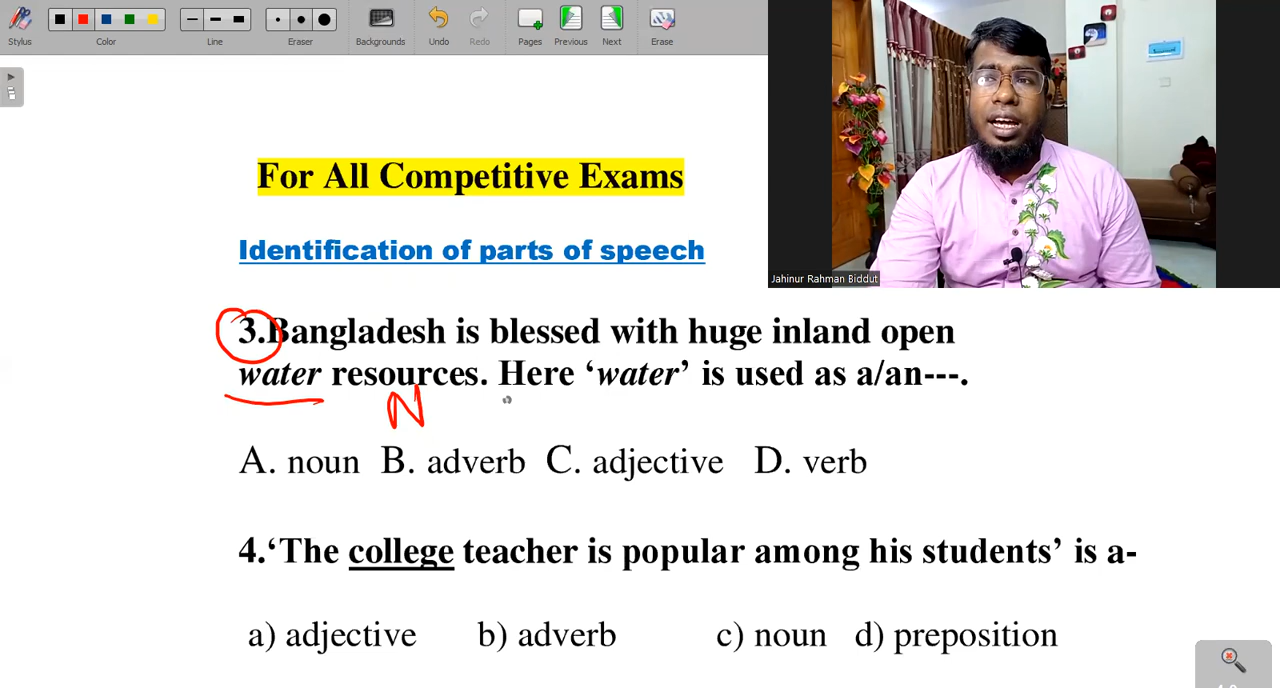 Stylus
Color
Line
Eraser
Backgrounds
Undo
Redo
Pages
Previous
Next
Erase
Jahinur Rahman Biddut
For All Competitive Exams
Identification of parts of speech
3.Bangladesh is blessed with huge inland open
water resources. Here ‘water’ is used as a/an---.
N
A. noun B. adverb C. adjective D. verb
4.‘The college teacher is popular among his students’ is a-
a) adjective b) adverb c) noun d) preposition